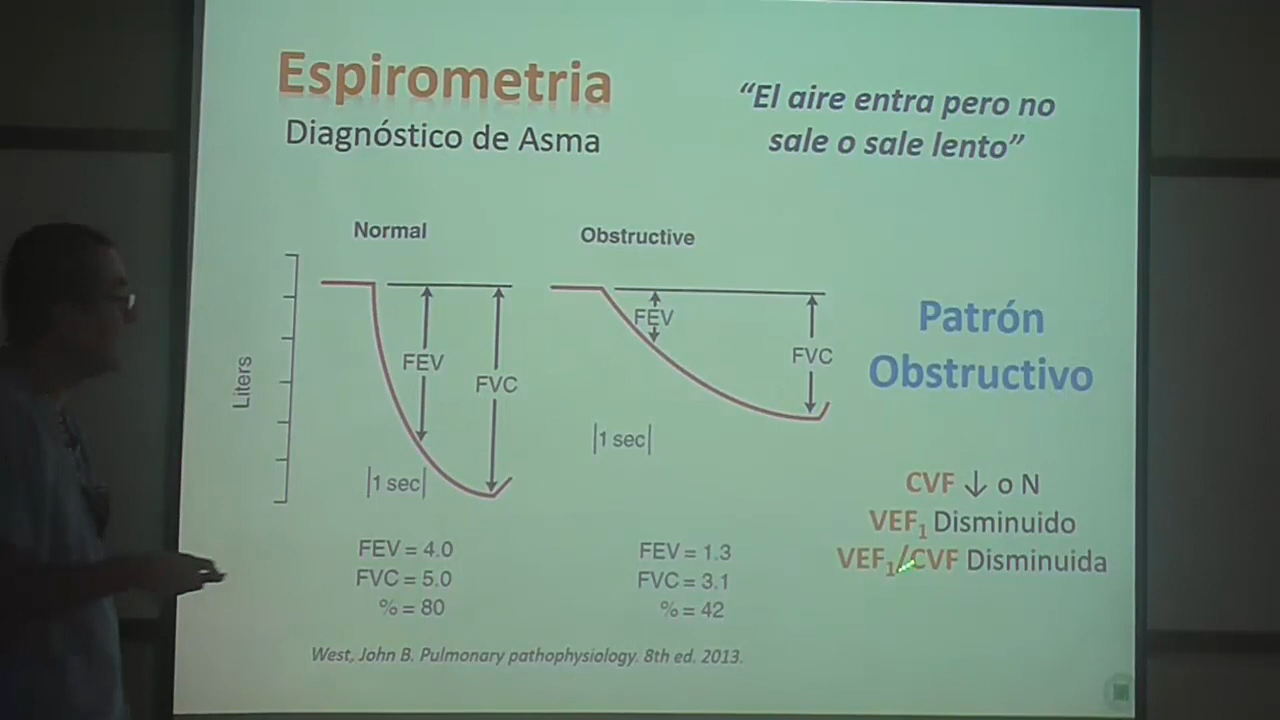 Espirometria
Diagnóstico de Asma
“El aire entra pero no
sale o sale lento”
Normal
Obstructive
Liters
FEV
FVC
1 sec
FEV
FVC
1 sec
Patrón
Obstructivo
CVF ↓ o N
VEF₁ Disminuido
VEF₁/CVF Disminuida
FEV = 4.0
FVC = 5.0
% = 80
FEV = 1.3
FVC = 3.1
% = 42
West, John B. Pulmonary pathophysiology. 8th ed. 2013.